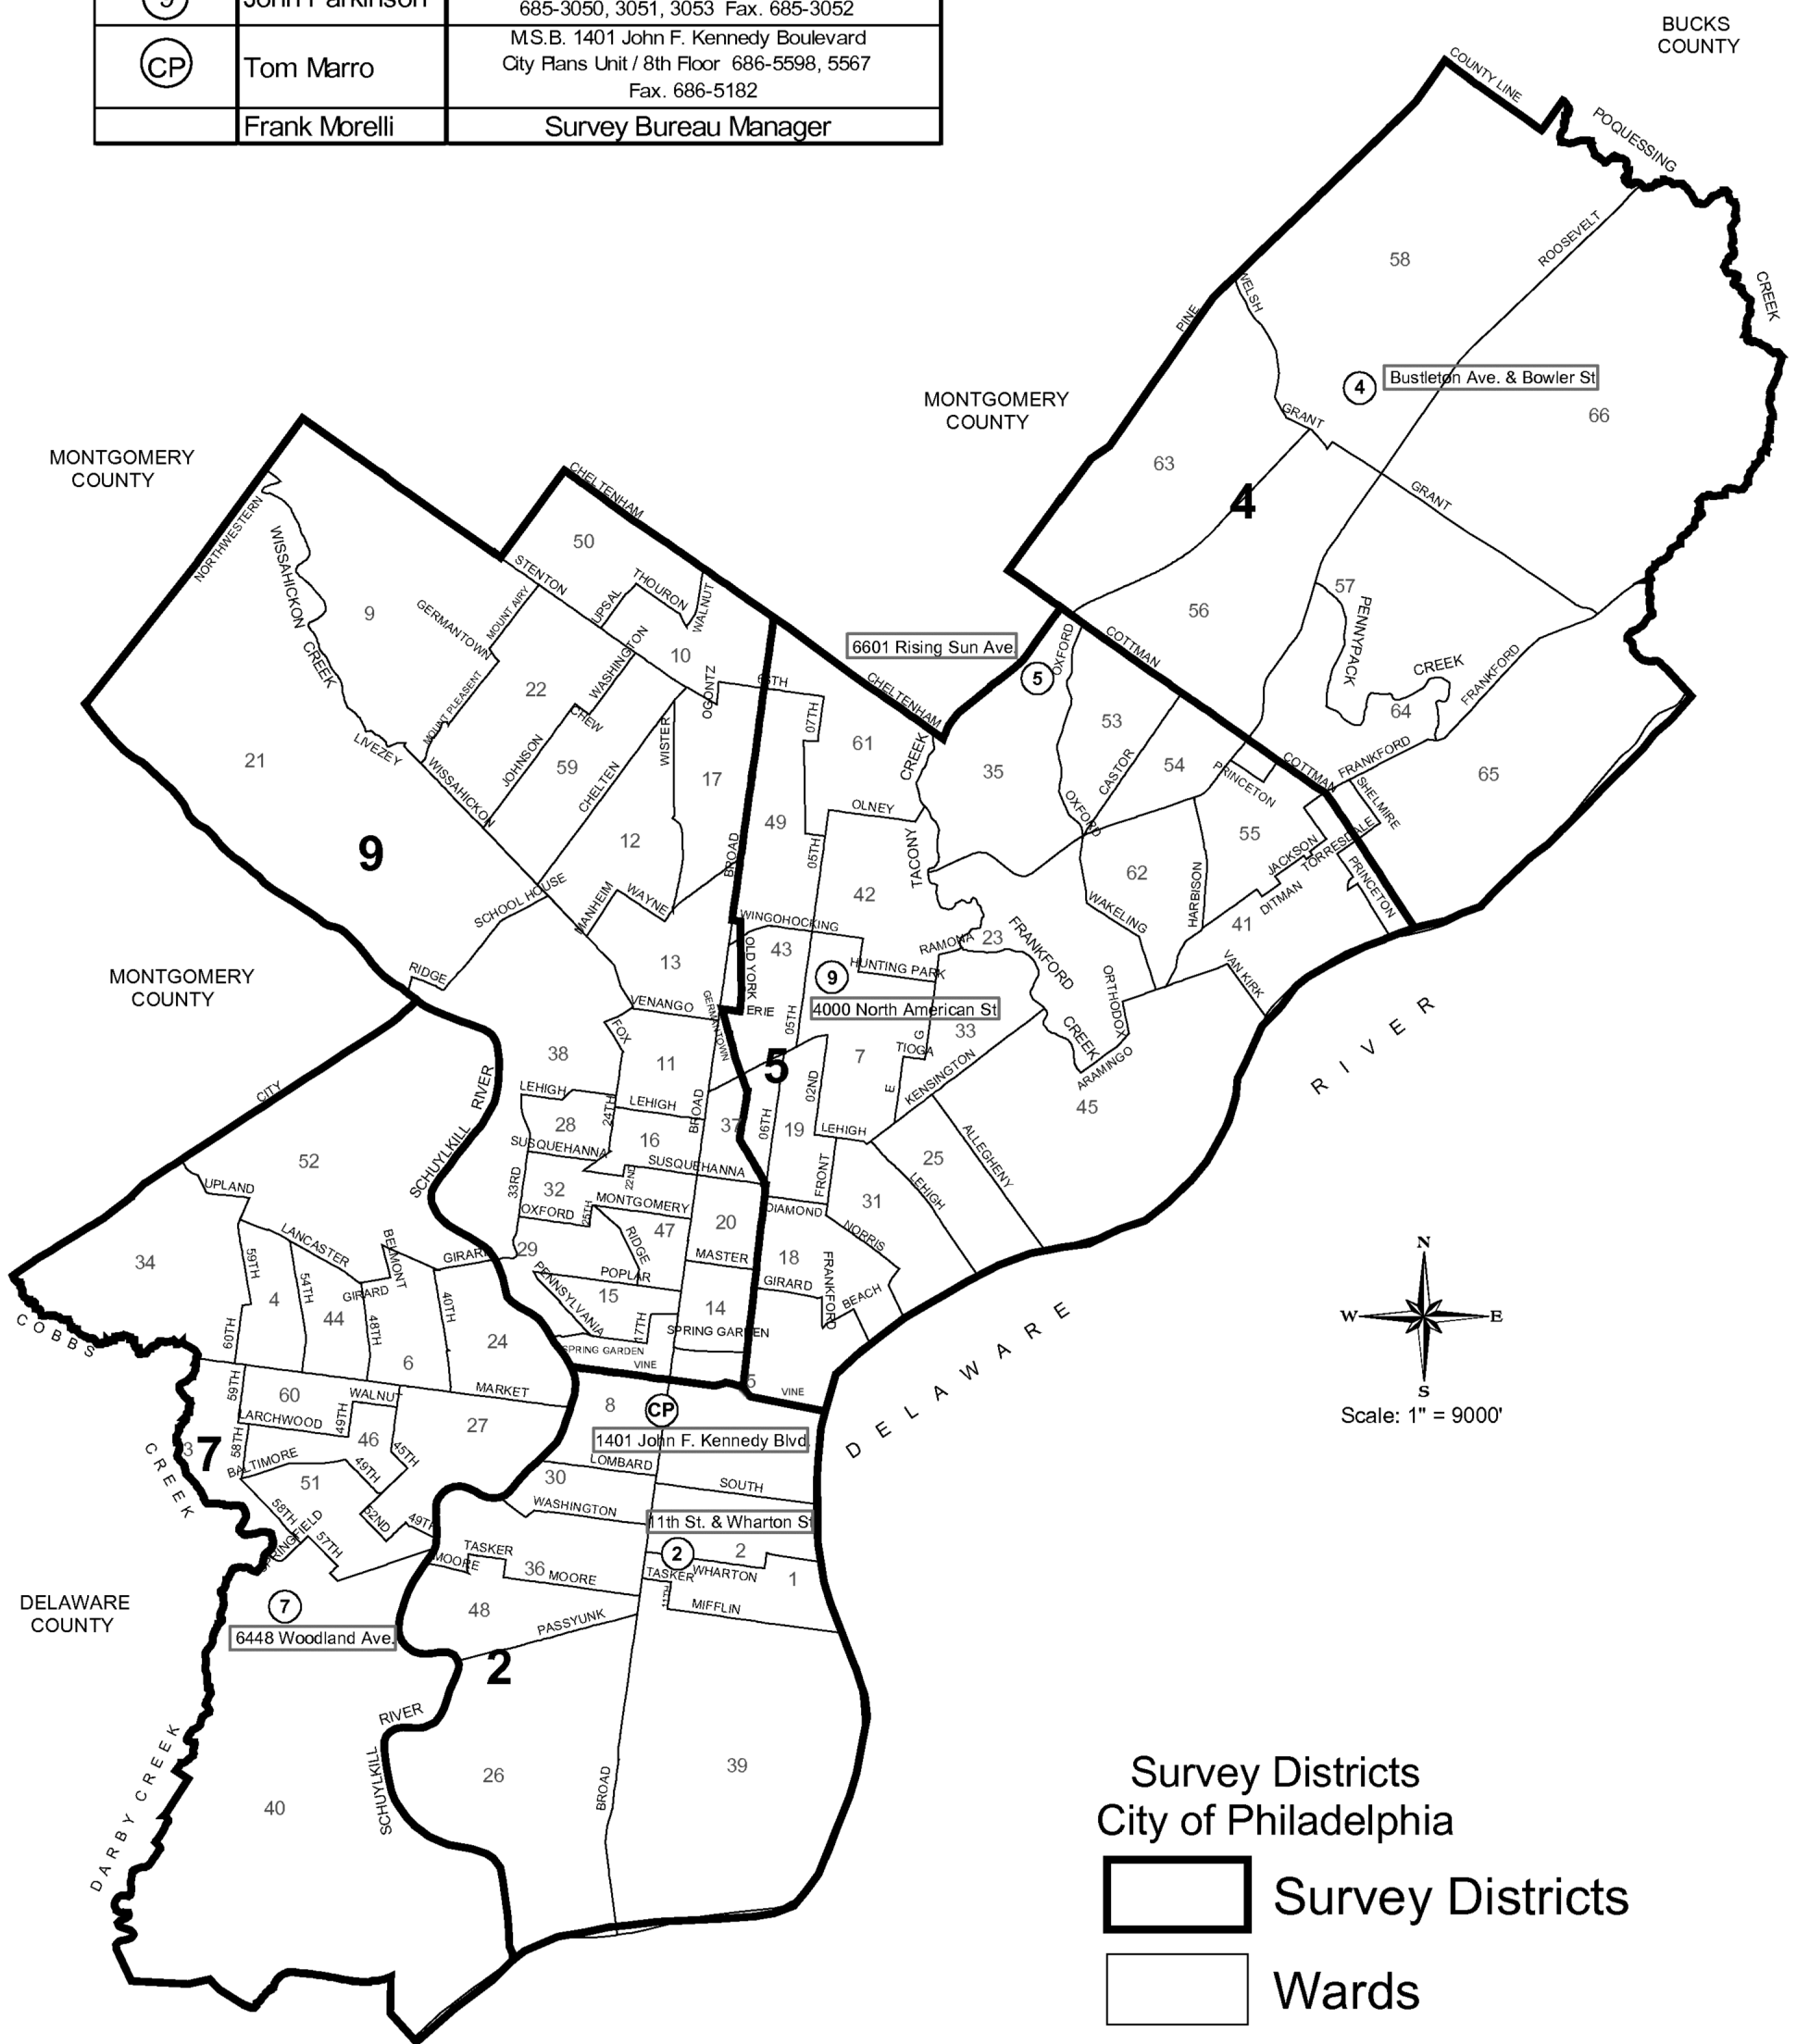 9 John Parkinson
685-3050, 3051, 3053 Fax. 685-3052
CP Tom Marro
M.S.B. 1401 John F. Kennedy Boulevard
City Plans Unit / 8th Floor 686-5598, 5567
Fax. 686-5182
Frank Morelli Survey Bureau Manager
BUCKS
COUNTY
COUNTY LINE
POQUESSING
CREEK
ROOSEVELT
58
WELSH
PINE
4
Bustleton Ave. & Bowler St
66
MONTGOMERY
COUNTY
GRANT
63
4
GRANT
MONTGOMERY
COUNTY
NORTHWESTERN
WISSAHICKON
CREEK
CHELTENHAM
50
STENTON
THOURON
UPSAL
WALNUT
MOUNT AIRY
9
GERMANTOWN
WASHINGTON
10
22
MOUNT PLEASENT
CHEW
OGONTZ
65TH
WISTER
LIVEZEY
21
JOHNSON
59
CHELTEN
17
WISSAHICKON
12
9
BROAD
SCHOOL HOUSE
MANHEIM
WAYNE
13
RIDGE
57
PENNYPACK
CREEK
56
COTTMAN
6601 Rising Sun Ave.
5
OXFORD
CHELTENHAM
64
FRANKFORD
07TH
61
CREEK
53
35
54
CASTOR
PRINCETON
COTTMAN
FRANKFORD
65
SHELMIRE
OXFORD
OLNEY
49
05TH
TACONY
55
JACKSON
TORRESDALE
62
PRINCETON
42
HARBISON
DITMAN
WAKELING
41
WINGOHOCKING
OLD YORK
43
RAMONA
23
FRANKFORD
CREEK
9
HUNTING PARK
4000 North American St
ORTHODOX
VAN KIRK
MONTGOMERY
COUNTY
VENANGO
GERMANTOWN
ERIE
05TH
33
FOX
38
11
5
7
G
TIOGA
E
KENSINGTON
ARAMINGO
45
RIVER
CITY
RIVER
SCHUYLKILL
LEHIGH
24TH
LEHIGH
BROAD
37
06TH
02ND
19
LEHIGH
28
16
SUSQUEHANNA
SUSQUEHANNA
22ND
33RD
32
25TH
MONTGOMERY
OXFORD
FRONT
25
ALLEGHENY
LEHIGH
52
UPLAND
31
DIAMOND
NORRIS
20
47
RIDGE
LANCASTER
BELMONT
GIRARD
29
34
59TH
54TH
MASTER
18
POPLAR
GIRARD
FRANKFORD
BEACH
PENNSYLVANIA
15
4
44
GIRARD
40TH
48TH
14
17TH
60TH
24
SPRING GARDEN
SPRING GARDEN
6
VINE
COBBS
CREEK
N
W
E
S
Scale: 1" = 9000'
DELAWARE
5
VINE
59TH
60
WALNUT
MARKET
8
CP
1401 John F. Kennedy Blvd.
LARCHWOOD
49TH
27
3
7
58TH
46
45TH
BALTIMORE
49TH
51
LOMBARD
30
SOUTH
58TH
WASHINGTON
52ND
49TH
11th St. & Wharton St
SPRINGFIELD
57TH
2
2
TASKER
MOORE
36
MOORE
TASKER
WHARTON
1
11TH
MIFFLIN
DELAWARE
COUNTY
7
6448 Woodland Ave.
48
PASSYUNK
2
RIVER
SCHUYLKILL
DARBY CREEK
26
39
BROAD
40
Survey Districts
City of Philadelphia
Survey Districts
Wards